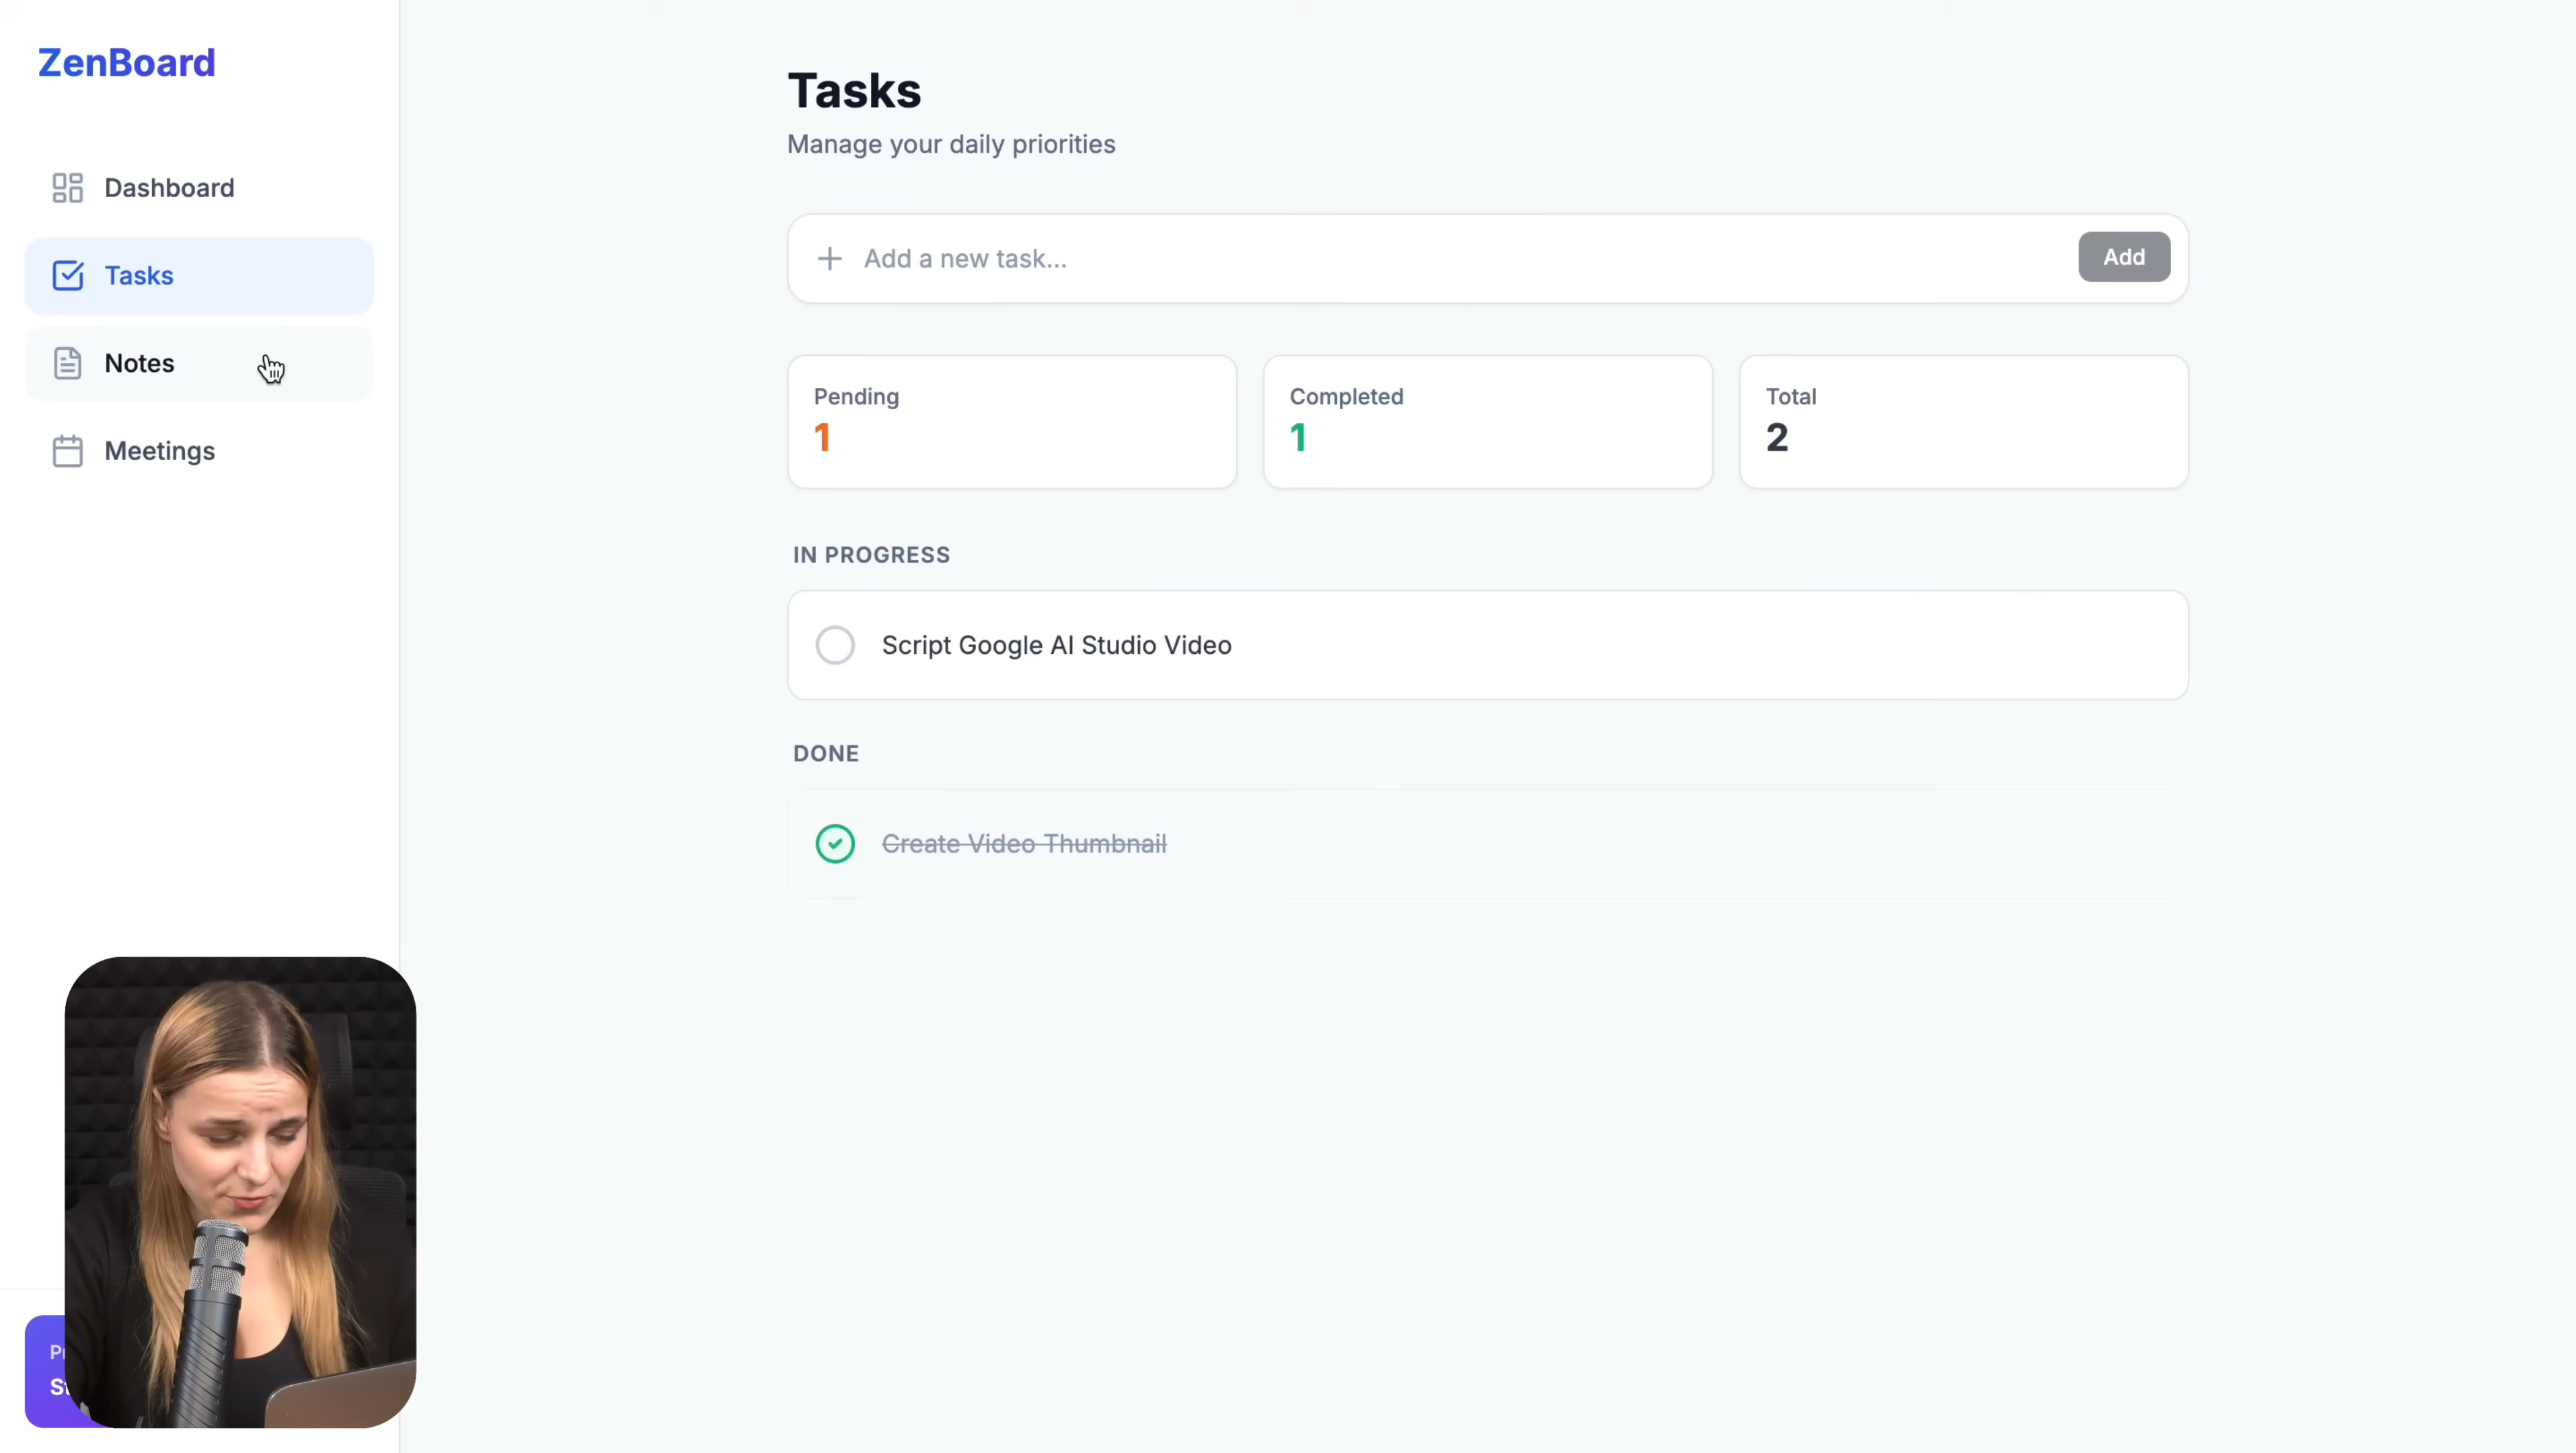 ZenBoard
Dashboard
Tasks
Notes
Meetings
Tasks
Manage your daily priorities
Add a new task...
Add
Pending
1
Completed
1
Total
2
IN PROGRESS
Script Google AI Studio Video
DONE
Create Video Thumbnail